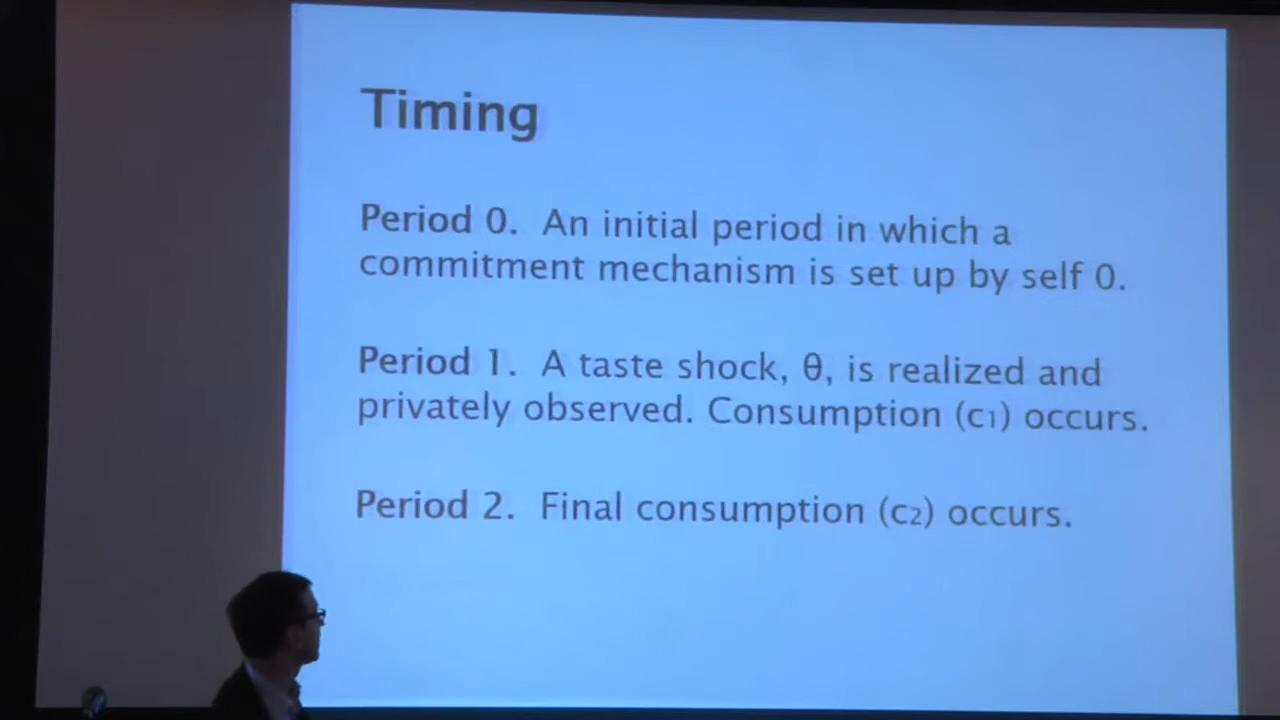 Timing
Period 0. An initial period in which a
commitment mechanism is set up by self 0.
Period 1. A taste shock, θ, is realized and
privately observed. Consumption (c₁) occurs.
Period 2. Final consumption (c₂) occurs.